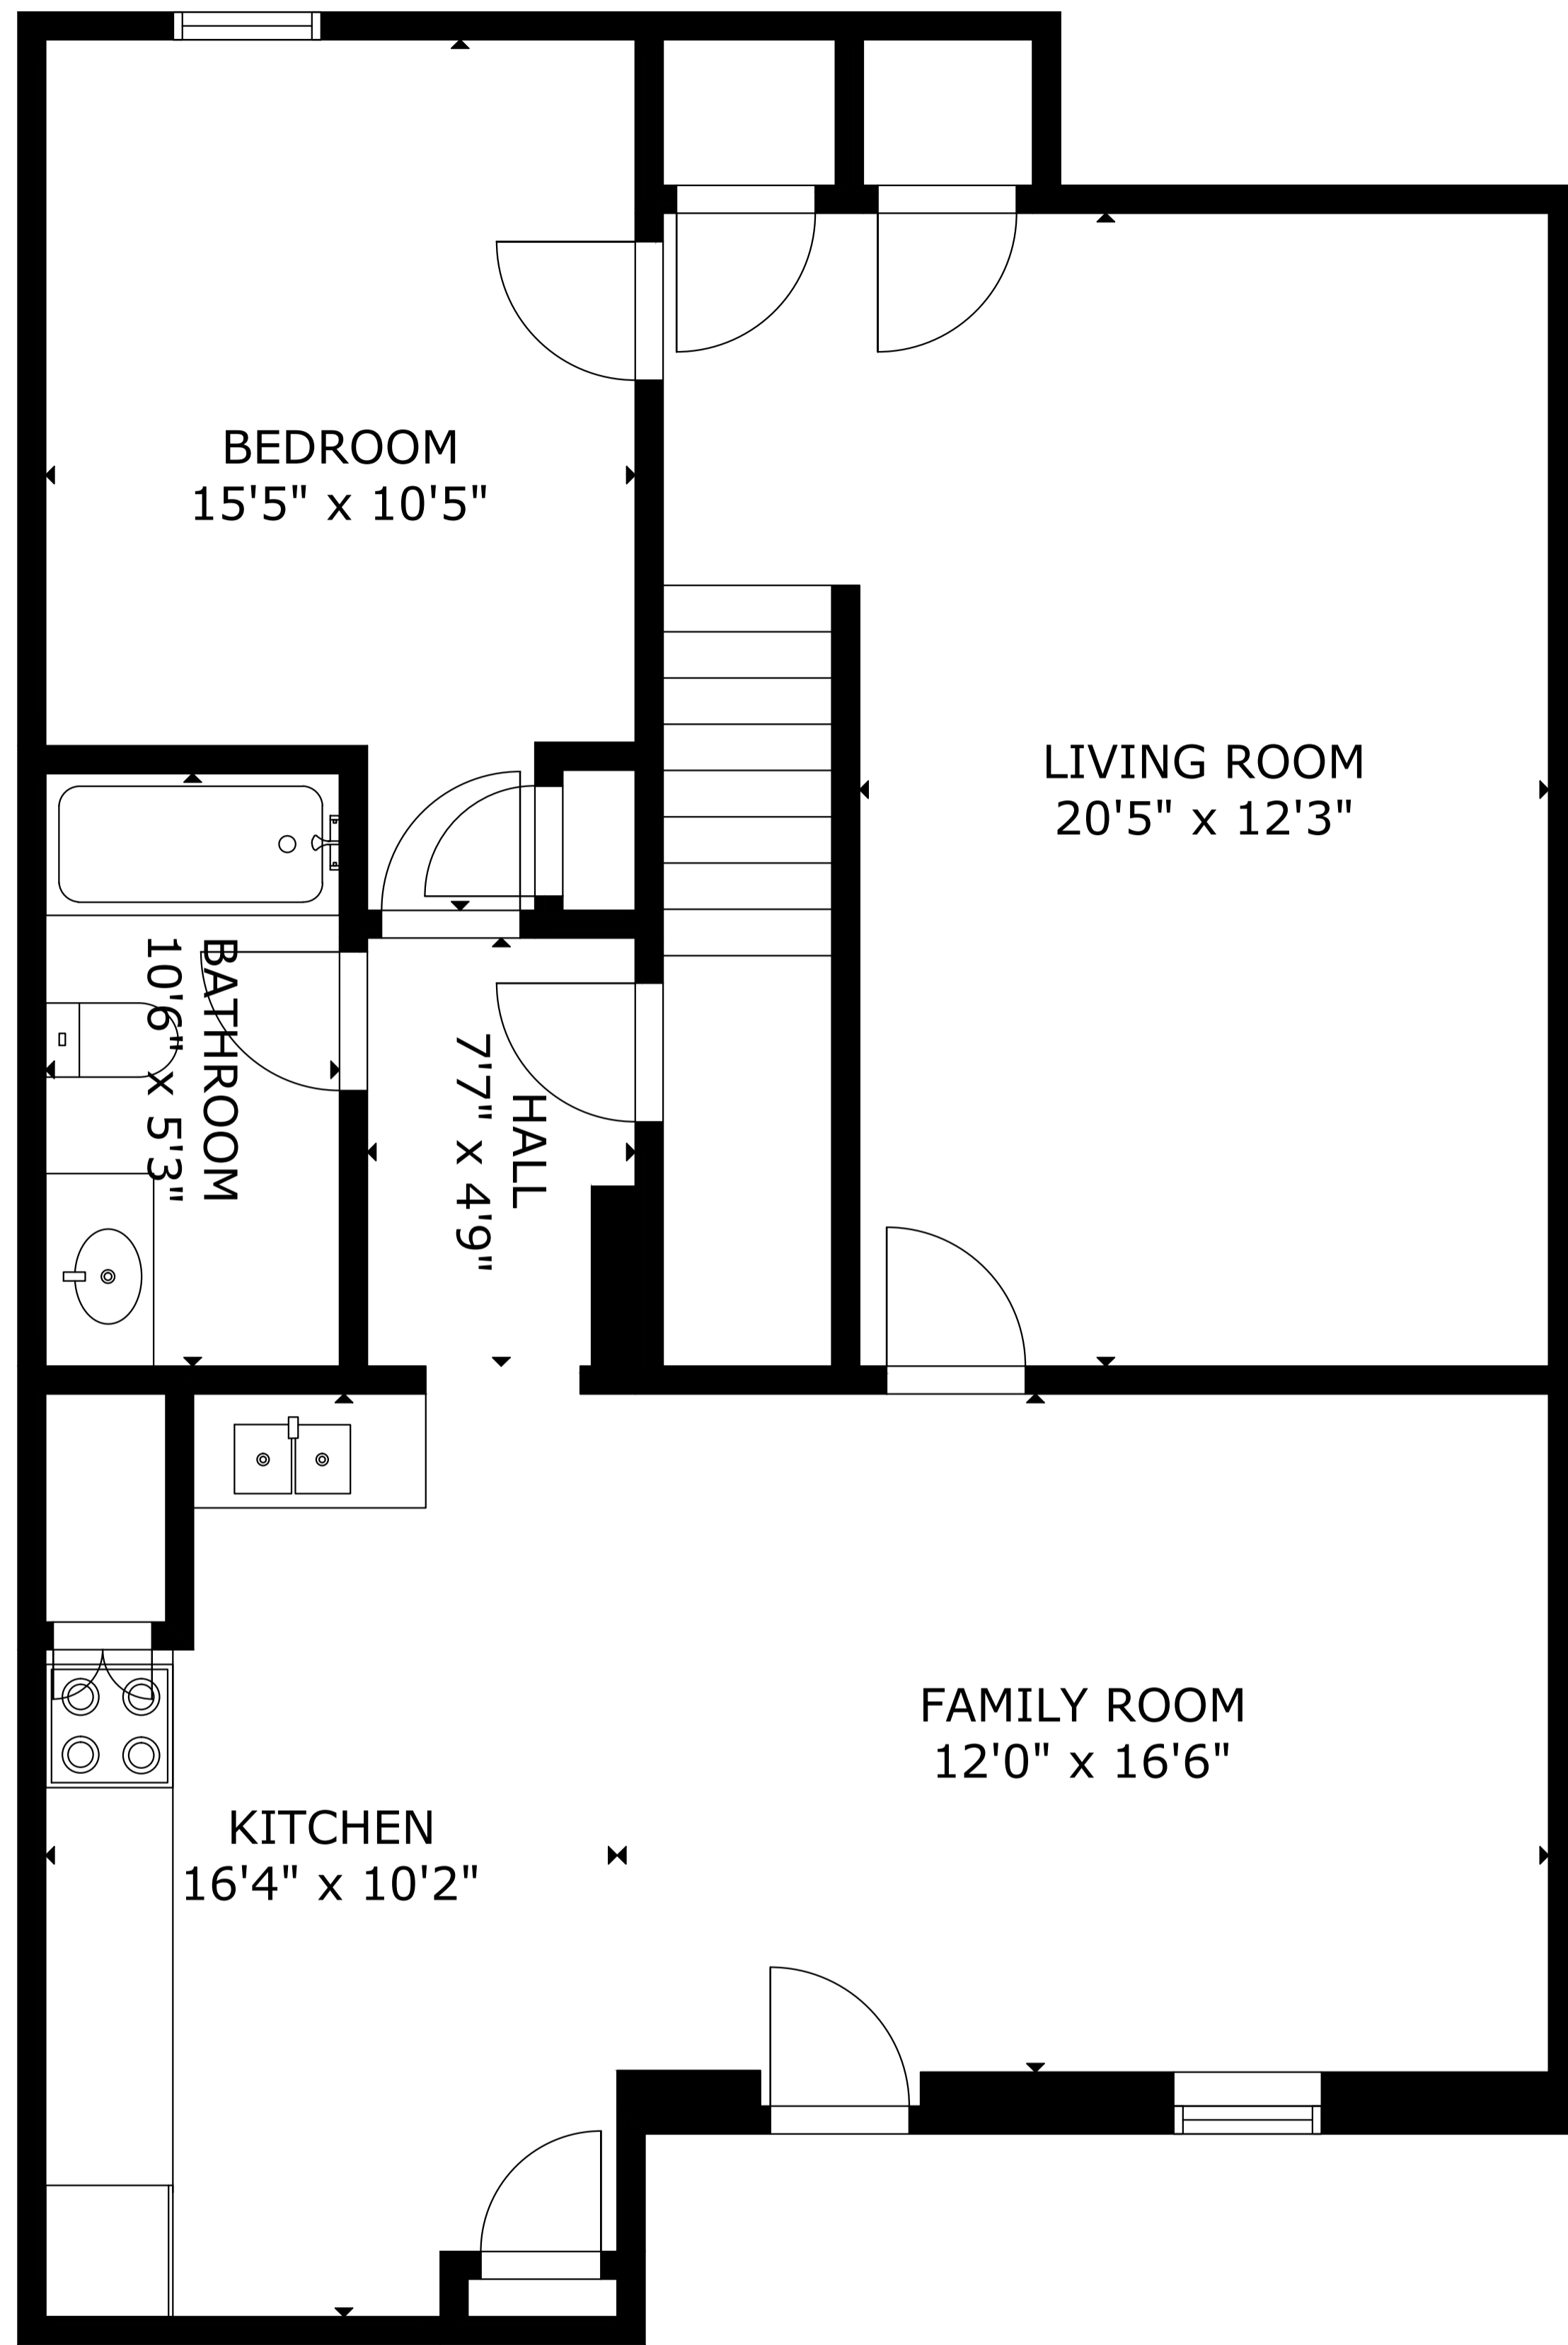 BEDROOM
15'5" x 10'5"
LIVING ROOM
20'5" x 12'3"
BATHROOM
10'6" x 5'3"
HALL
7'7" x 4'9"
FAMILY ROOM
12'0" x 16'6"
KITCHEN
16'4" x 10'2"